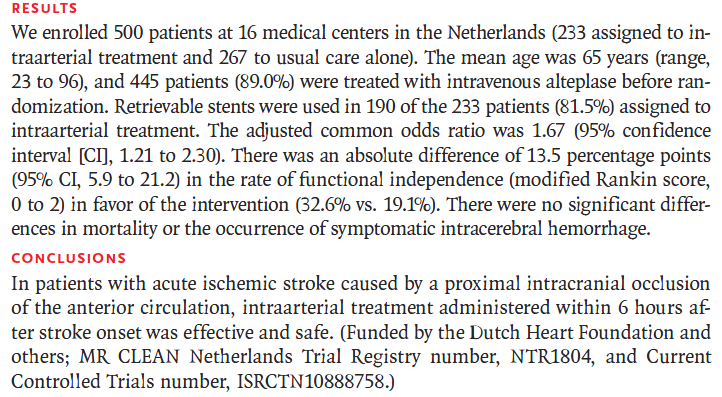 RESULTS
We enrolled 500 patients at 16 medical centers in the Netherlands (233 assigned to in-
traarterial treatment and 267 to usual care alone). The mean age was 65 years (range,
23 to 96), and 445 patients (89.0%) were treated with intravenous alteplase before ran-
domization. Retrievable stents were used in 190 of the 233 patients (81.5%) assigned to
intraarterial treatment. The adjusted common odds ratio was 1.67 (95% confidence
interval [CI], 1.21 to 2.30). There was an absolute difference of 13.5 percentage points
(95% CI, 5.9 to 21.2) in the rate of functional independence (modified Rankin score,
0 to 2) in favor of the intervention (32.6% vs. 19.1%). There were no significant differ-
ences in mortality or the occurrence of symptomatic intracerebral hemorrhage.
CONCLUSIONS
In patients with acute ischemic stroke caused by a proximal intracranial occlusion
of the anterior circulation, intraarterial treatment administered within 6 hours af-
ter stroke onset was effective and safe. (Funded by the Dutch Heart Foundation and
others; MR CLEAN Netherlands Trial Registry number, NTR1804, and Current
Controlled Trials number, ISRCTN10888758.)